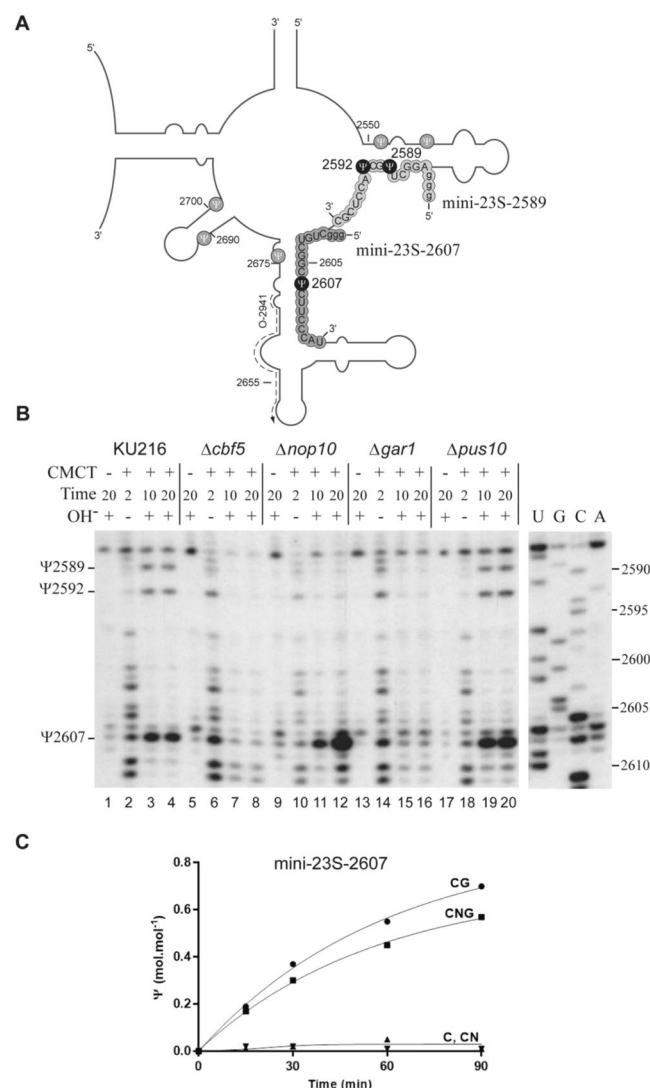 A
3'
5'
5'
2550
2589
Ψ
Ψ
2592
Ψ
C
G
Ψ
U
C
G
G
A
g
g
g
5'
mini-23S-2589
A
C
C
U
C
G
C
3'
2700
Ψ
Ψ
2690
3'
2675
Ψ
U
G
U
C
g
g
g
5'
mini-23S-2607
C
G
G
C
2605
Ψ
2607
C
U
U
C
C
C
A
U
3'
O-2941
2655
B
KU216 Δcbf5 Δnop10 Δgar1 Δpus10
CMCT - + + + - + + + - + + + - + + + - + + +
Time 20 2 10 20 20 2 10 20 20 2 10 20 20 2 10 20 20 2 10 20
OH⁻ + - + + + - + + + - + + + - + + + - + +
U G C A
Ψ2589
Ψ2592
Ψ2607
2590
2595
2600
2605
2610
1 2 3 4 5 6 7 8 9 10 11 12 13 14 15 16 17 18 19 20
C
mini-23S-2607
Ψ (mol.mol⁻¹)
0.8
0.6
0.4
0.2
0.0
CG
CNG
C, CN
0 30 60 90
Time (min)